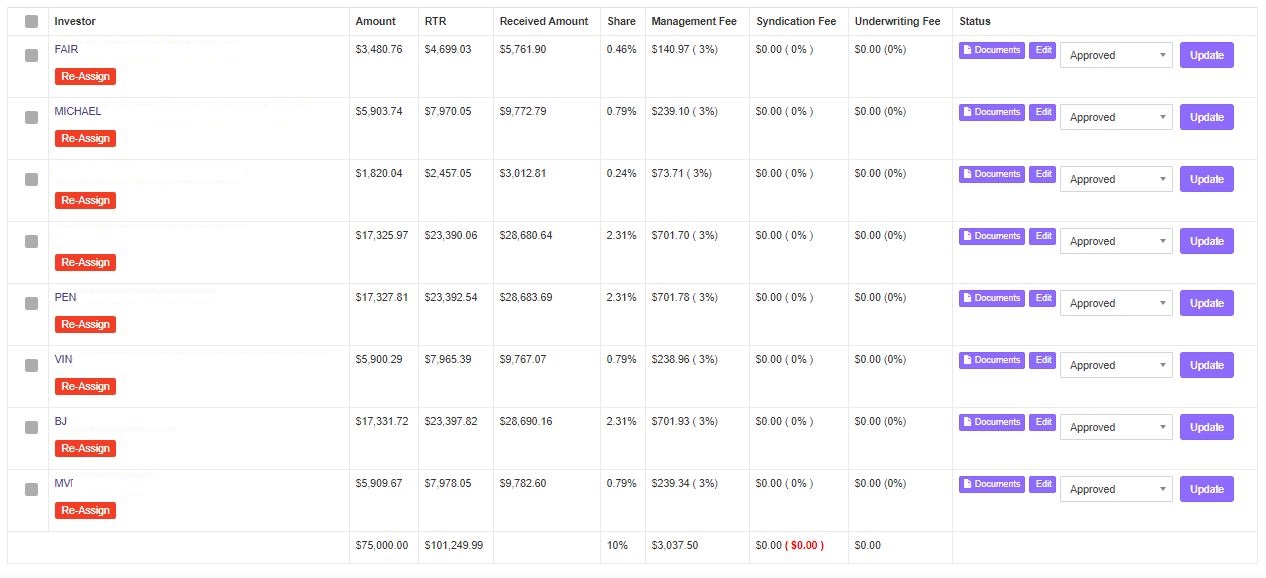 Investor Amount RTR Received Amount Share Management Fee Syndication Fee Underwriting Fee Status
FAIR $3,480.76 $4,699.03 $5,761.90 0.46% $140.97 ( 3%) $0.00 ( 0% ) $0.00 (0%) Documents Edit Approved Update
Re-Assign
MICHAEL $5,903.74 $7,970.05 $9,772.79 0.79% $239.10 ( 3%) $0.00 ( 0% ) $0.00 (0%) Documents Edit Approved Update
Re-Assign
$1,820.04 $2,457.05 $3,012.81 0.24% $73.71 ( 3%) $0.00 ( 0% ) $0.00 (0%) Documents Edit Approved Update
Re-Assign
$17,325.97 $23,390.06 $28,680.64 2.31% $701.70 ( 3%) $0.00 ( 0% ) $0.00 (0%) Documents Edit Approved Update
Re-Assign
PEN $17,327.81 $23,392.54 $28,683.69 2.31% $701.78 ( 3%) $0.00 ( 0% ) $0.00 (0%) Documents Edit Approved Update
Re-Assign
VIN $5,900.29 $7,965.39 $9,767.07 0.79% $238.96 ( 3%) $0.00 ( 0% ) $0.00 (0%) Documents Edit Approved Update
Re-Assign
BJ $17,331.72 $23,397.82 $28,690.16 2.31% $701.93 ( 3%) $0.00 ( 0% ) $0.00 (0%) Documents Edit Approved Update
Re-Assign
$5,909.67 $7,978.05 $9,782.60 0.79% $239.34 ( 3%) $0.00 ( 0% ) $0.00 (0%) Documents Edit Approved Update
Re-Assign
$75,000.00 $101,249.99 10% $3,037.50 $0.00 ( $0.00 ) $0.00